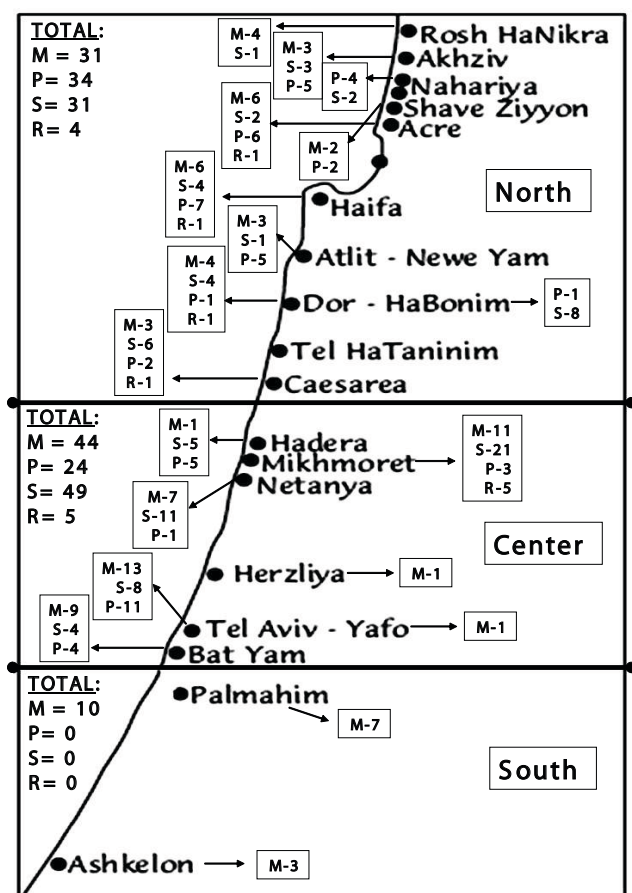 TOTAL:
M = 31
P= 34
S= 31
R = 4
M-4
S-1
Rosh HaNikra
M-3
S-3
P-5
Akhziv
P-4
S-2
Nahariya
Shave Ziyyon
M-6
S-2
P-6
R-1
Acre
M-2
P-2
North
M-6
S-4
P-7
R-1
Haifa
M-3
S-1
P-5
Atlit - Newe Yam
M-4
S-4
P-1
R-1
Dor - HaBonim
P-1
S-8
Tel HaTaninim
M-3
S-6
P-2
R-1
Caesarea
TOTAL:
M = 44
P= 24
S= 49
R= 5
M-1
S-5
P-5
Hadera
Mikhmoret
M-11
S-21
P-3
R-5
Netanya
M-7
S-11
P-1
Center
Herzliya
M-1
M-13
S-8
P-11
Tel Aviv - Yafo
M-1
M-9
S-4
P-4
Bat Yam
TOTAL:
M = 10
P= 0
S= 0
R= 0
Palmahim
M-7
South
Ashkelon
M-3